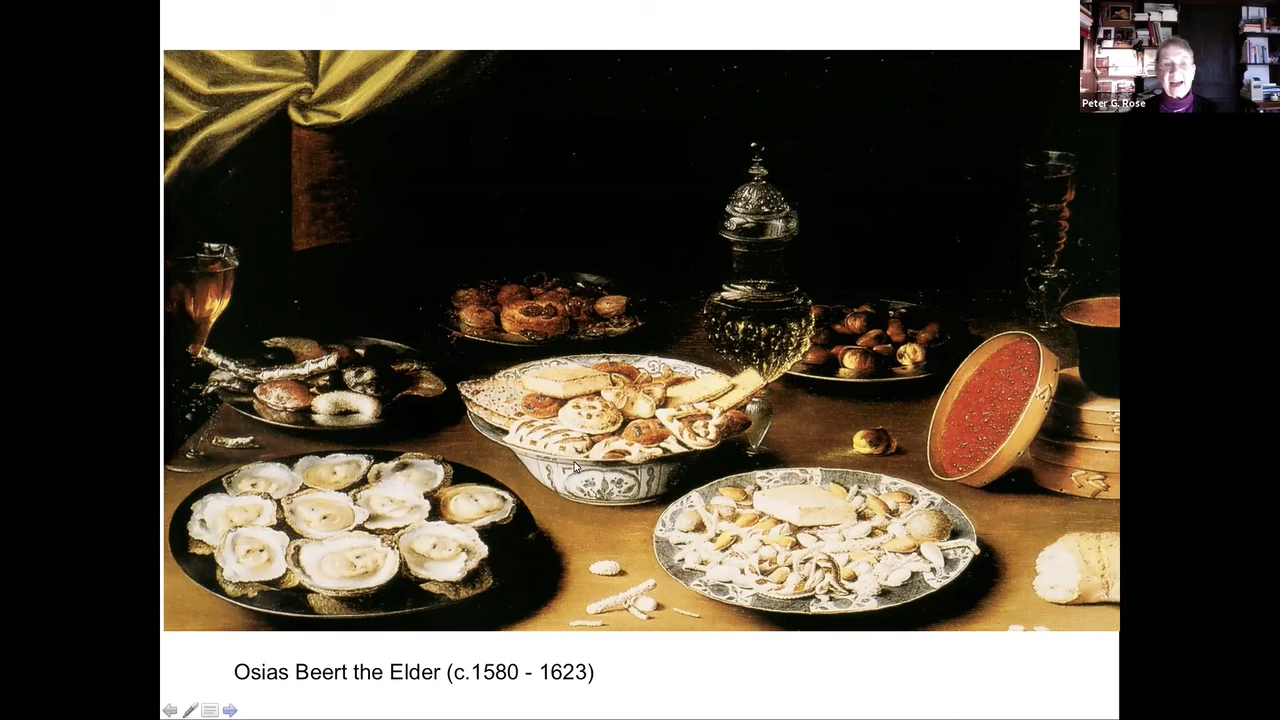 Peter G. Rose
Osias Beert the Elder (c.1580 - 1623)